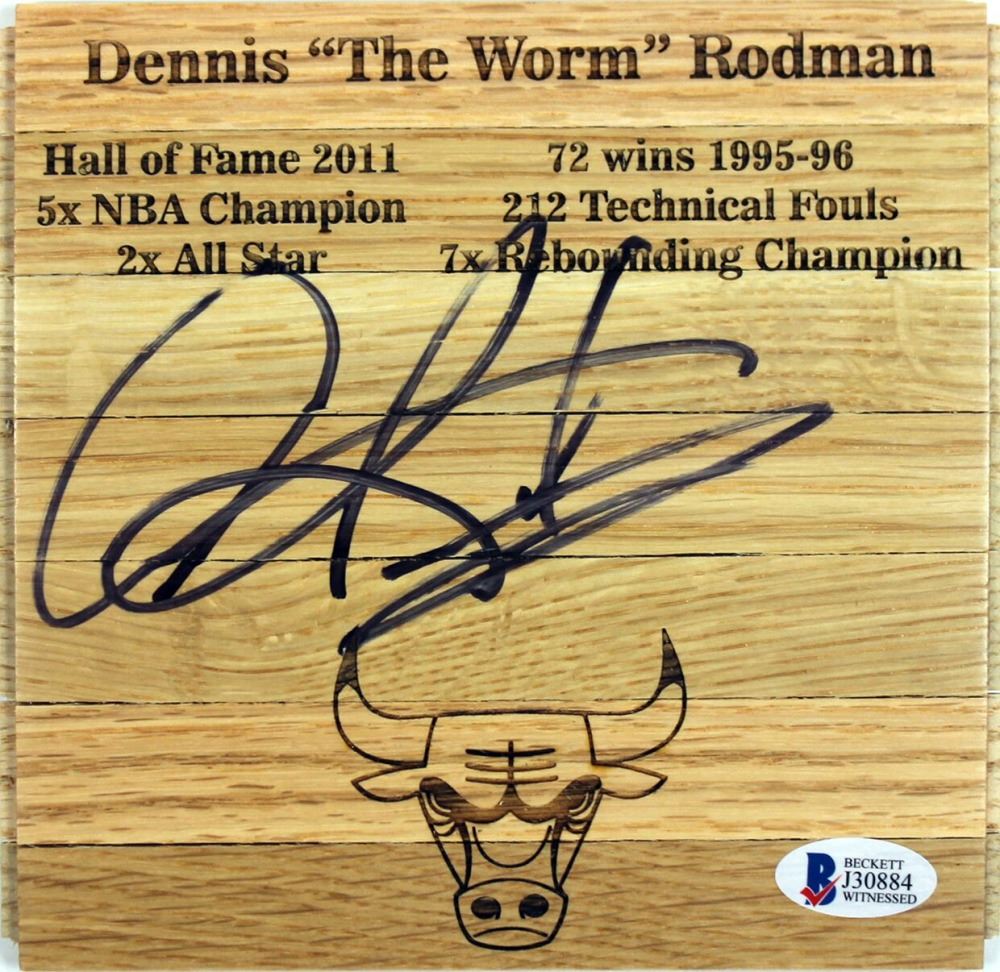 Dennis “The Worm” Rodman
Hall of Fame 2011
5x NBA Champion
2x All Star
72 wins 1995-96
212 Technical Fouls
7x Rebounding Champion
B
BECKETT
J30884
WITNESSED